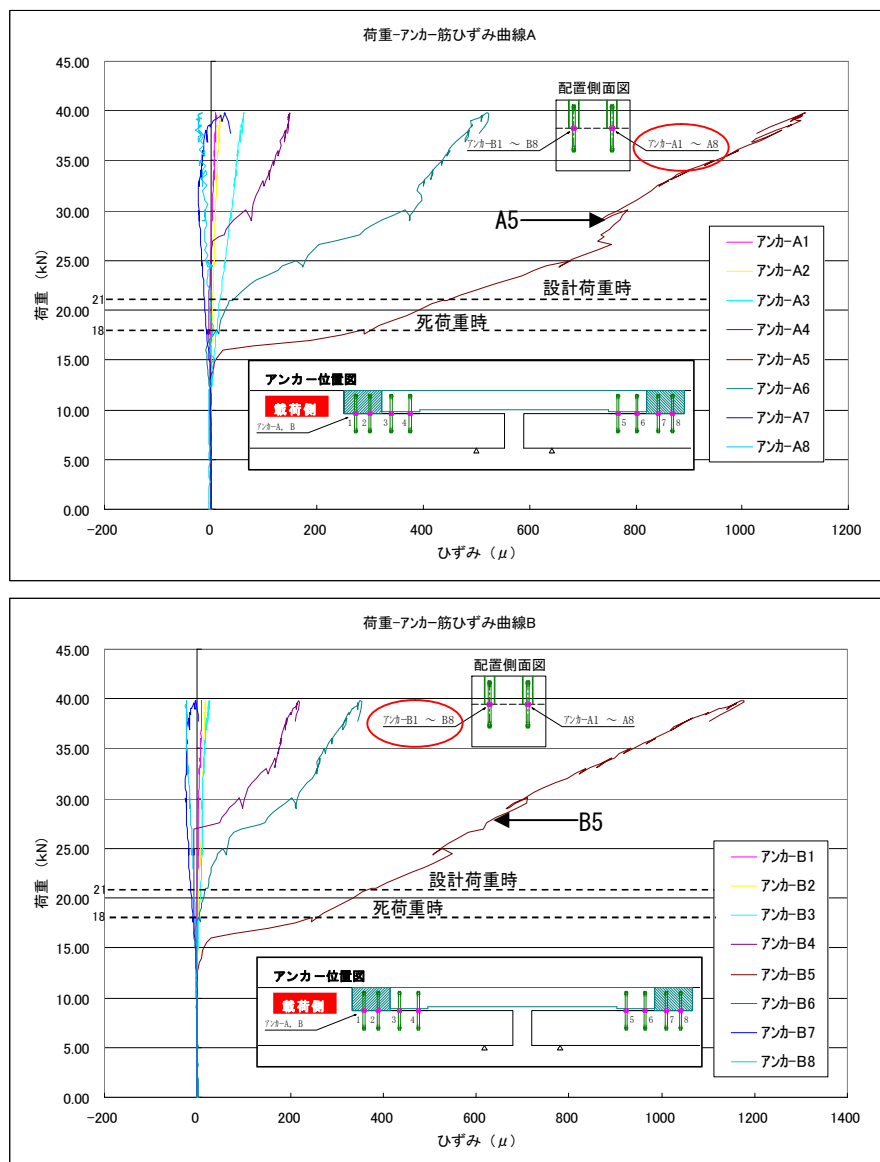 荷重-アンカー筋ひずみ曲線A
45.00
40.00
35.00
30.00
25.00
21
20.00
18
15.00
10.00
5.00
0.00
荷重 (kN)
-200
0
200
400
600
800
1000
1200
ひずみ (μ)
配置側面図
アンカーB1 ~ B8
アンカーA1 ~ A8
A5
設計荷重時
死荷重時
アンカー位置図
載荷側
アンカーA, B
1 2 3 4 5 6 7 8
アンカーA1
アンカーA2
アンカーA3
アンカーA4
アンカーA5
アンカーA6
アンカーA7
アンカーA8
荷重-アンカー筋ひずみ曲線B
45.00
40.00
35.00
30.00
25.00
21
20.00
18
15.00
10.00
5.00
0.00
荷重 (kN)
-200
0
200
400
600
800
1000
1200
1400
ひずみ (μ)
配置側面図
アンカーB1 ~ B8
アンカーA1 ~ A8
B5
設計荷重時
死荷重時
アンカー位置図
載荷側
アンカーA, B
1 2 3 4 5 6 7 8
アンカーB1
アンカーB2
アンカーB3
アンカーB4
アンカーB5
アンカーB6
アンカーB7
アンカーB8